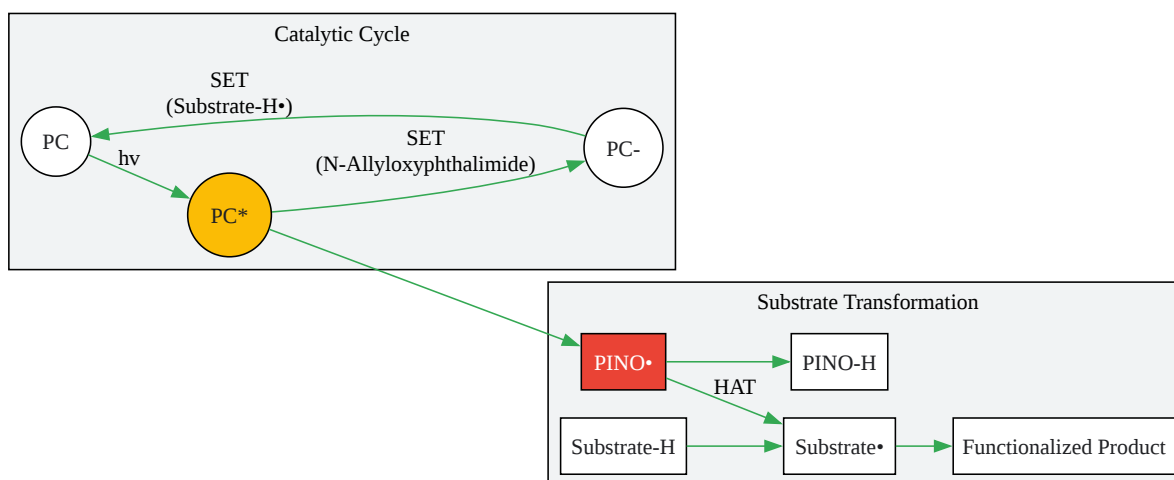 Catalytic Cycle
SET
(Substrate-H•)
PC
hv
SET
(N-Allyloxyphthalimide)
PC-
PC*
Substrate Transformation
PINO•
PINO-H
HAT
Substrate-H
Substrate•
Functionalized Product